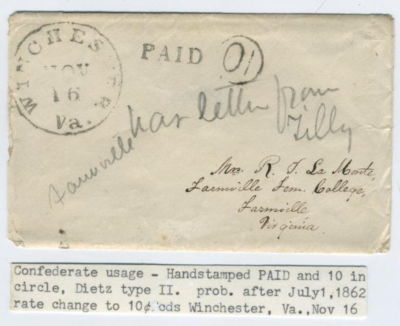 WINCHESTER
NOV
16
Va.
PAID 10
has letter from
Tilly
Farmville
Mrs. R. J. La Monte,
Farmville Fem. College,
Farmville
Virginia.
Confederate usage - Handstamped PAID and 10 in
circle, Dietz type II. prob. after July1,1862
rate change to 10¢ cds Winchester, Va.,Nov 16